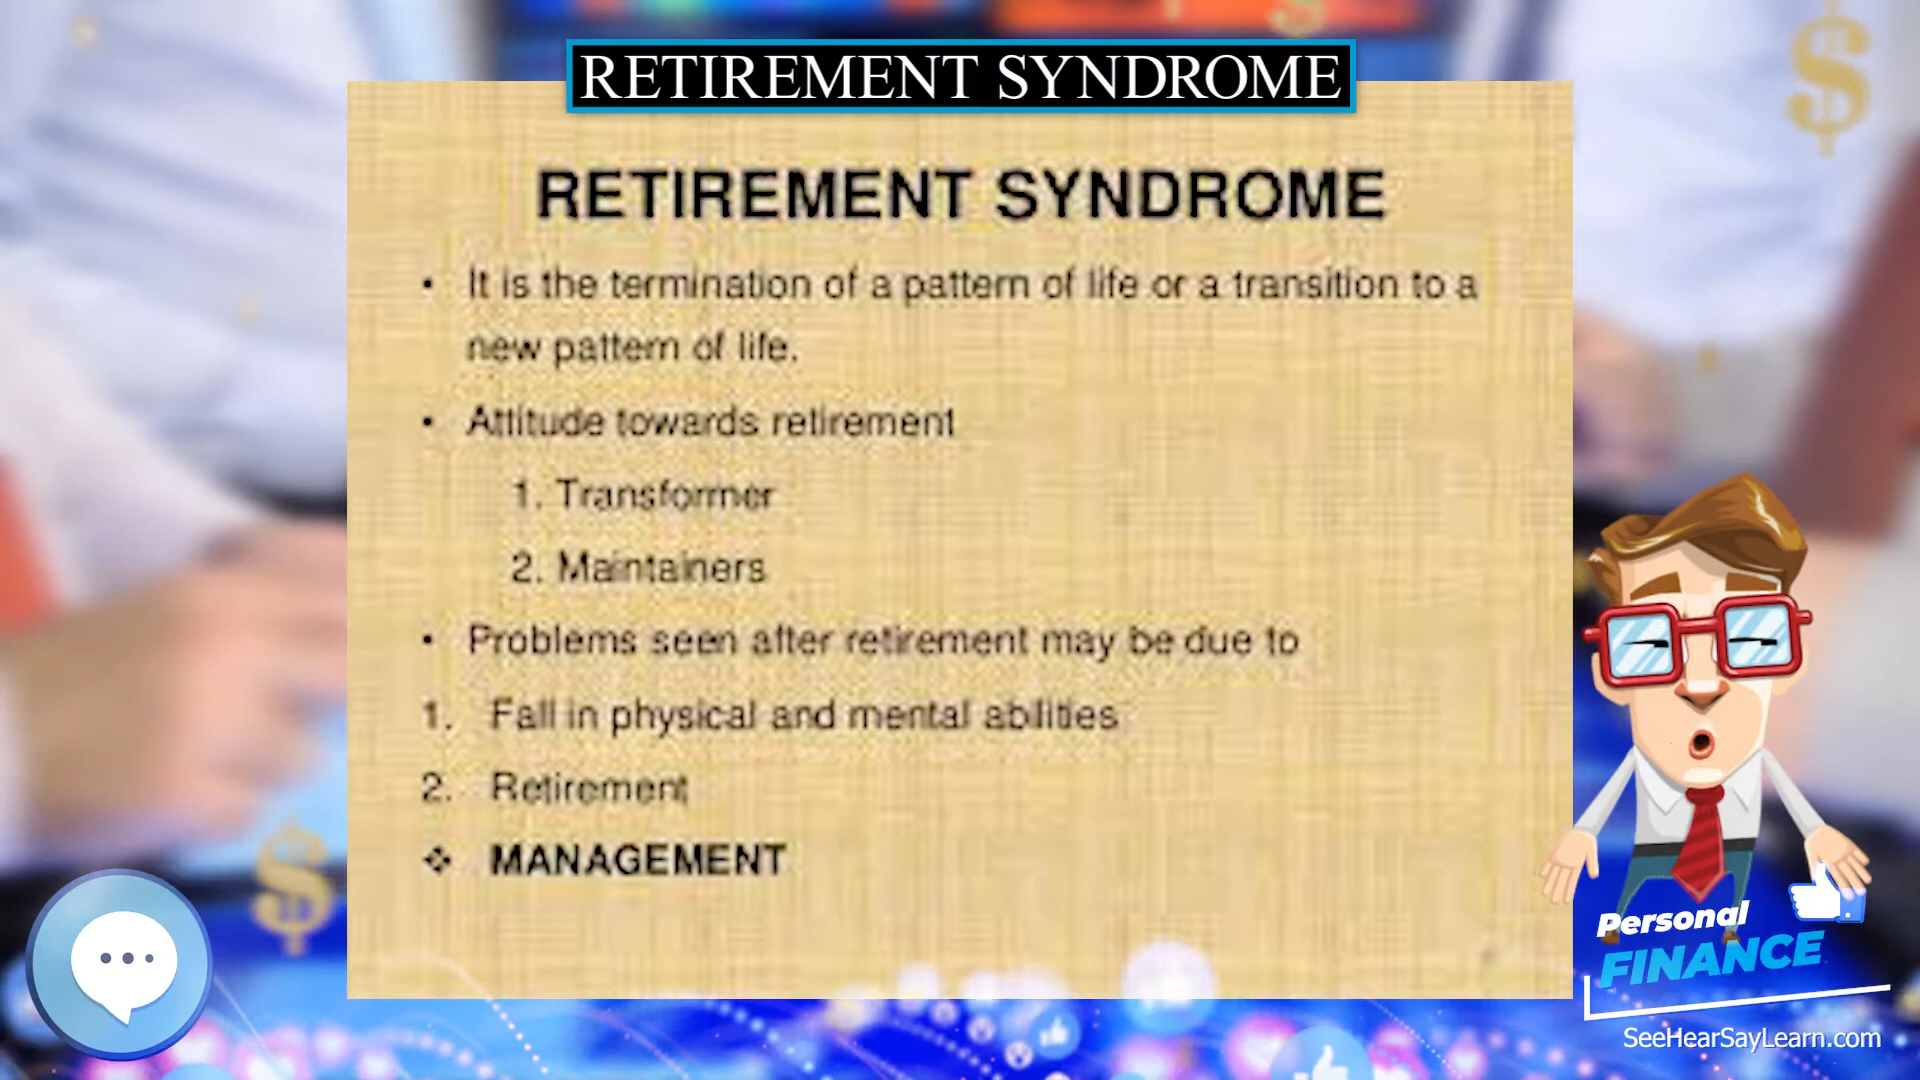 RETIREMENT SYNDROME
RETIREMENT SYNDROME
• It is the termination of a pattern of life or a transition to a
new pattern of life.
• Attitude towards retirement
1. Transformer
2. Maintainers
• Problems seen after retirement may be due to
1. Fall in physical and mental abilities
2. Retirement
❖ MANAGEMENT
Personal
FINANCE
SeeHearSayLearn.com